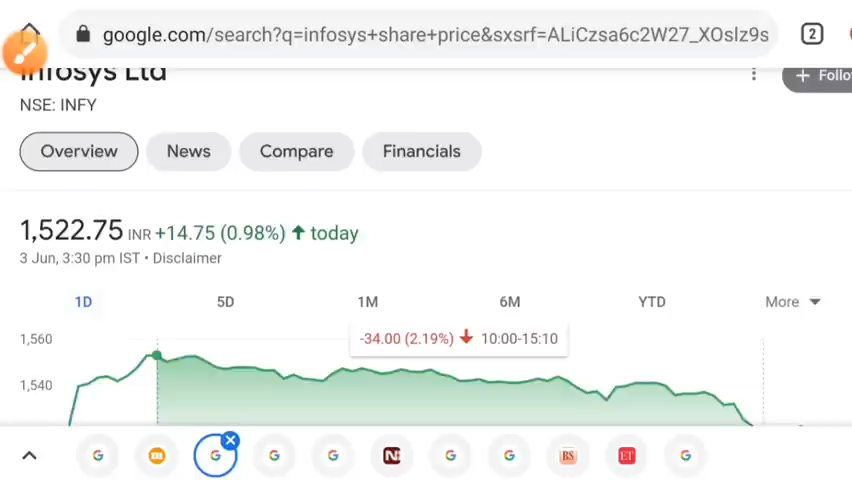 google.com/search?q=infosys+share+price&sxsrf=ALiCzsa6c2W27_XOslz9s
2
Infosys Ltd
+ Follo
NSE: INFY
Overview
News
Compare
Financials
1,522.75 INR +14.75 (0.98%) ↑ today
3 Jun, 3:30 pm IST • Disclaimer
1D
5D
1M
6M
YTD
More
-34.00 (2.19%) ↓ 10:00-15:10
1,560
1,540
G
m
G
G
G
N
G
G
BS
ET
G